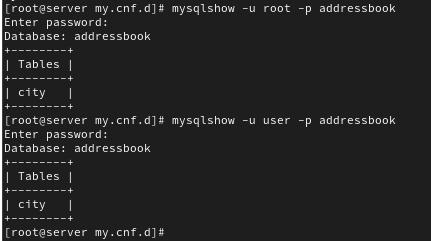 [root@server my.cnf.d]# mysqlshow -u root -p addressbook
Enter password:
Database: addressbook
+--------+
| Tables |
+--------+
| city   |
+--------+
[root@server my.cnf.d]# mysqlshow -u user -p addressbook
Enter password:
Database: addressbook
+--------+
| Tables |
+--------+
| city   |
+--------+
[root@server my.cnf.d]#